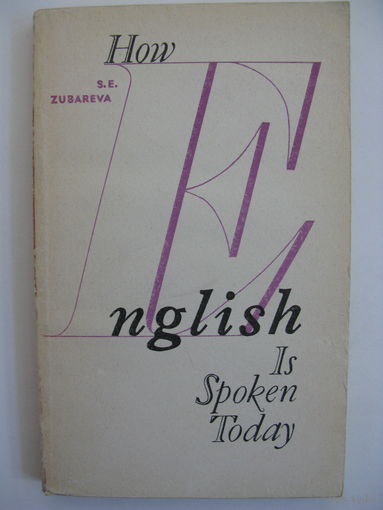 How
S.E.
ZUBAREVA
English
Is
Spoken
Today